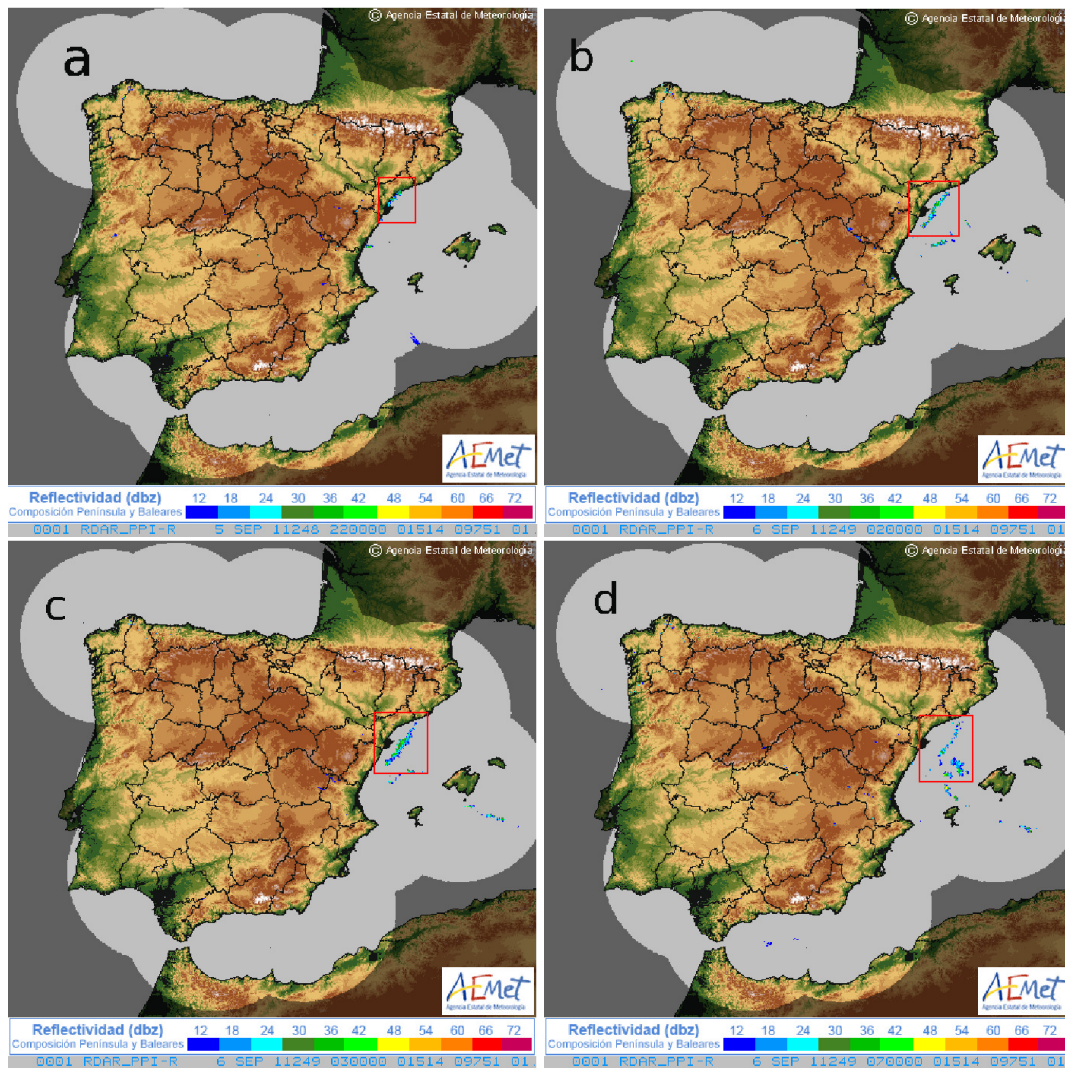 © Agencia Estatal de Meteorología
a
AEmet
Agencia Estatal de Meteorología
Reflectividad (dbz) 12 18 24 30 36 42 48 54 60 66 72
Composición Península y Baleares
0001 RDAR_PPI-R 5 SEP 11248 220000 01514 09751 01
© Agencia Estatal de Meteorología
b
AEmet
Agencia Estatal de Meteorología
Reflectividad (dbz) 12 18 24 30 36 42 48 54 60 66 72
Composición Península y Baleares
0001 RDAR_PPI-R 6 SEP 11249 020000 01514 09751 01
© Agencia Estatal de Meteorología
c
AEmet
Agencia Estatal de Meteorología
Reflectividad (dbz) 12 18 24 30 36 42 48 54 60 66 72
Composición Península y Baleares
0001 RDAR_PPI-R 6 SEP 11249 030000 01514 09751 01
© Agencia Estatal de Meteorología
d
AEmet
Agencia Estatal de Meteorología
Reflectividad (dbz) 12 18 24 30 36 42 48 54 60 66 72
Composición Península y Baleares
0001 RDAR_PPI-R 6 SEP 11249 070000 01514 09751 01